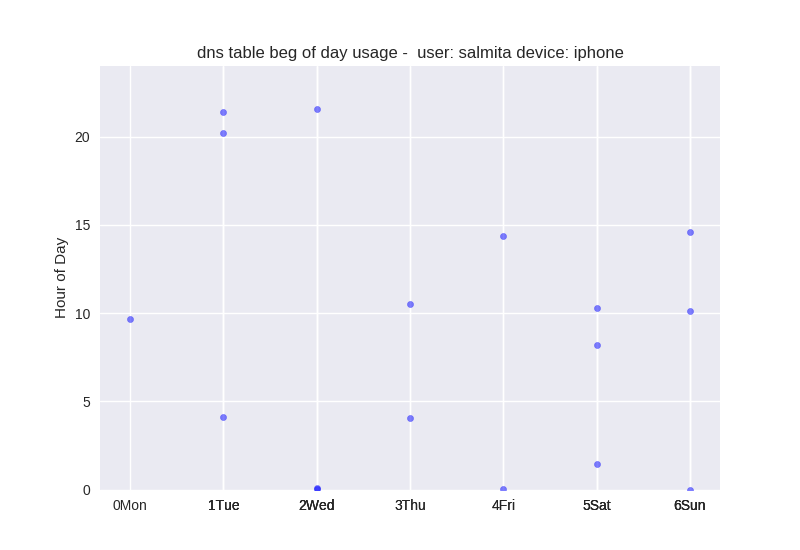 dns table beg of day usage -  user: salmita device: iphone
Hour of Day
20
15
10
5
0
0Mon 1Tue 2Wed 3Thu 4Fri 5Sat 6Sun